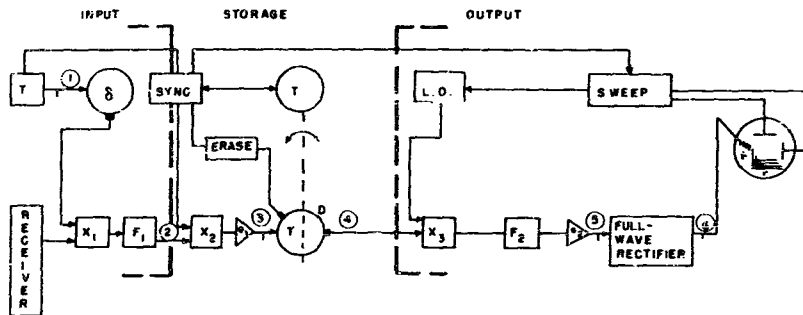 INPUT STORAGE OUTPUT
T 1 δ SYNC T L.O. SWEEP
ERASE
RECEIVER
X1 F1 2 X2 3 D 4 X3 F2 5 FULL-WAVE RECTIFIER
r